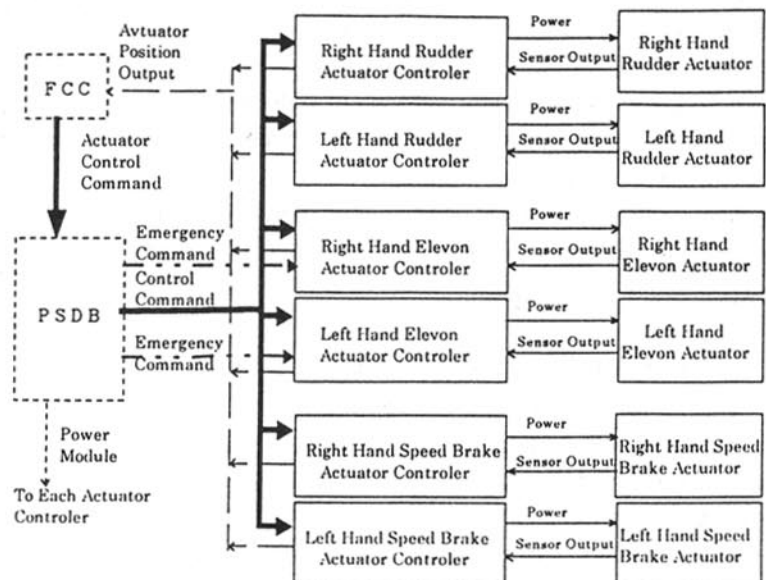 Avtuator
Position
Output
FCC
Actuator
Control
Command
PSDB
Emergency
Command
Control
Command
Emergency
Command
Power
Module
To Each Actuator
Controler
Right Hand Rudder
Actuator Controler
Power
Sensor Output
Right Hand
Rudder Actuator
Left Hand Rudder
Actuator Controler
Power
Sensor Output
Left Hand
Rudder Actuator
Right Hand Elevon
Actuator Controler
Power
Sensor Output
Right Hand
Elevon Actuator
Left Hand Elevon
Actuator Controler
Power
Sensor Output
Left Hand
Elevon Actuator
Right Hand Speed Brake
Actuator Controler
Power
Sensor Output
Right Hand Speed
Brake Actuator
Left Hand Speed Brake
Actuator Controler
Power
Sensor Output
Left Hand Speed
Brake Actuator